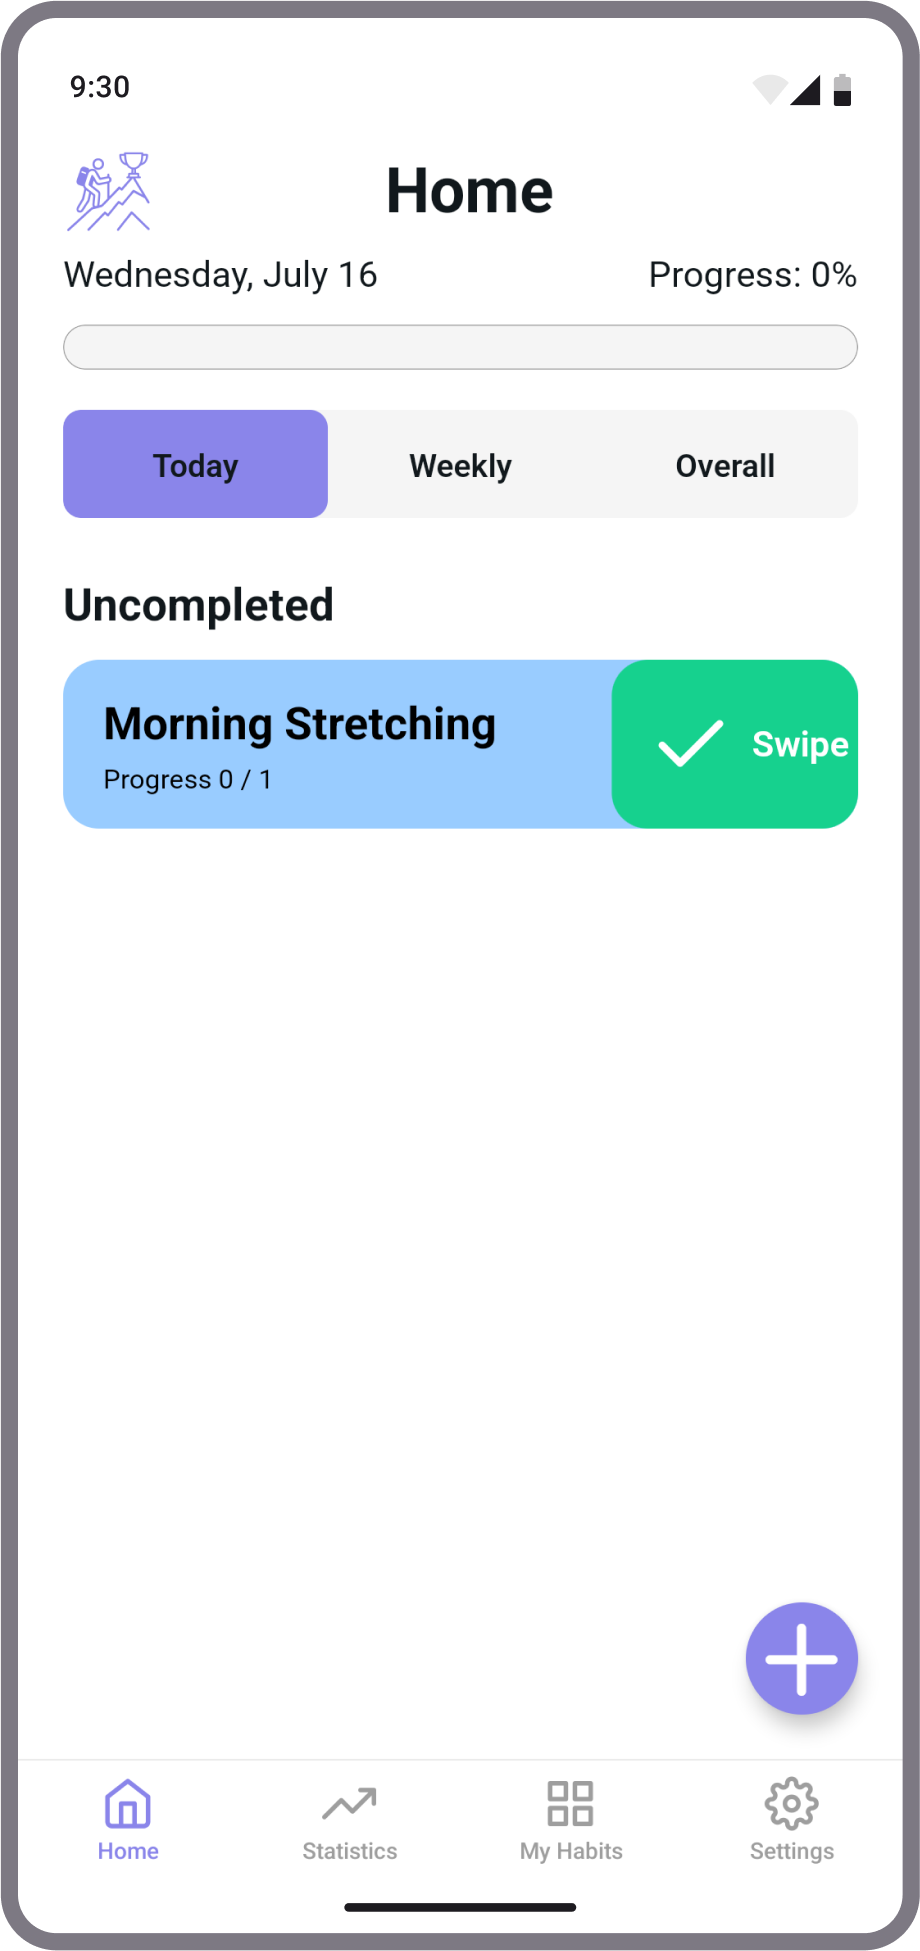 9:30
Home
Wednesday, July 16 Progress: 0%
Today Weekly Overall
Uncompleted
Morning Stretching
Progress 0 / 1
Swipe
Home Statistics My Habits Settings